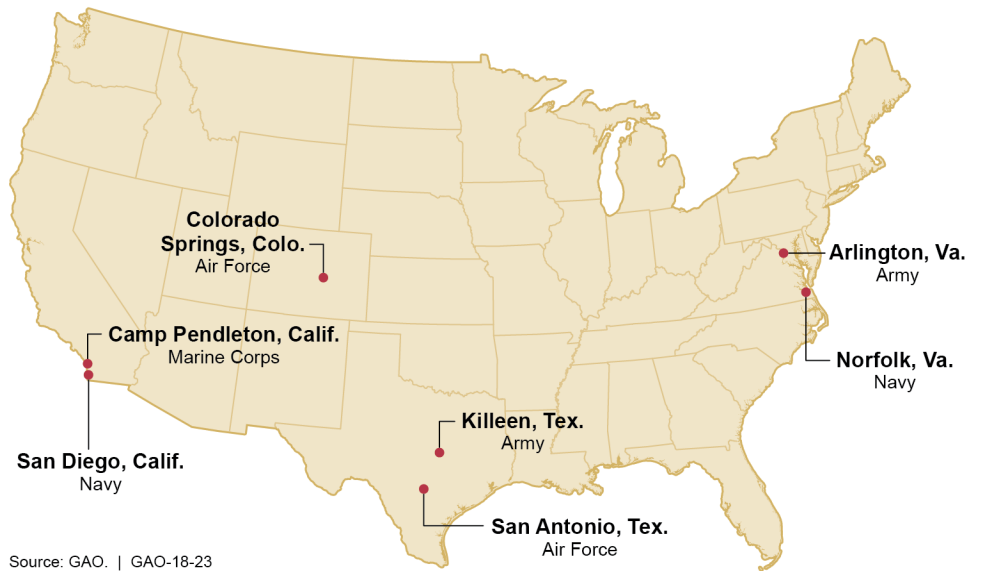 Colorado
Springs, Colo.
Air Force
Arlington, Va.
Army
Camp Pendleton, Calif.
Marine Corps
Norfolk, Va.
Navy
Killeen, Tex.
Army
San Diego, Calif.
Navy
San Antonio, Tex.
Air Force
Source: GAO. | GAO-18-23